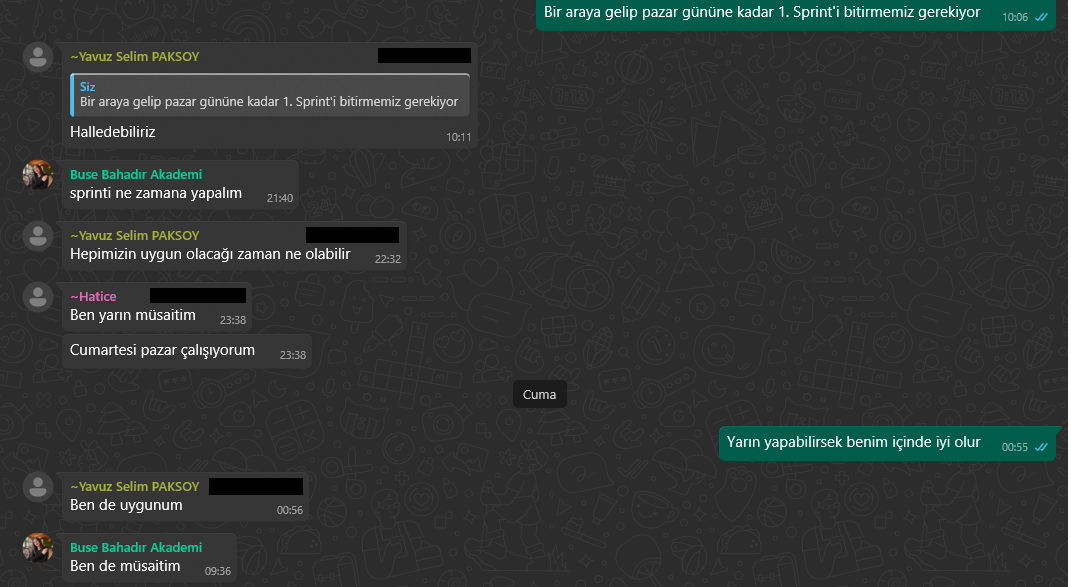 Bir araya gelip pazar gününe kadar 1. Sprint'i bitirmemiz gerekiyor 10:06
~Yavuz Selim PAKSOY
Siz
Bir araya gelip pazar gününe kadar 1. Sprint'i bitirmemiz gerekiyor
Halledebiliriz 10:11
Buse Bahadır Akademi
sprinti ne zamana yapalım 21:40
~Yavuz Selim PAKSOY
Hepimizin uygun olacağı zaman ne olabilir 22:32
~Hatice
Ben yarın müsaitim 23:38
Cumartesi pazar çalışıyorum 23:38
Cuma
Yarın yapabilirsek benim içinde iyi olur 00:55
~Yavuz Selim PAKSOY
Ben de uygunum 00:56
Buse Bahadır Akademi
Ben de müsaitim 09:36